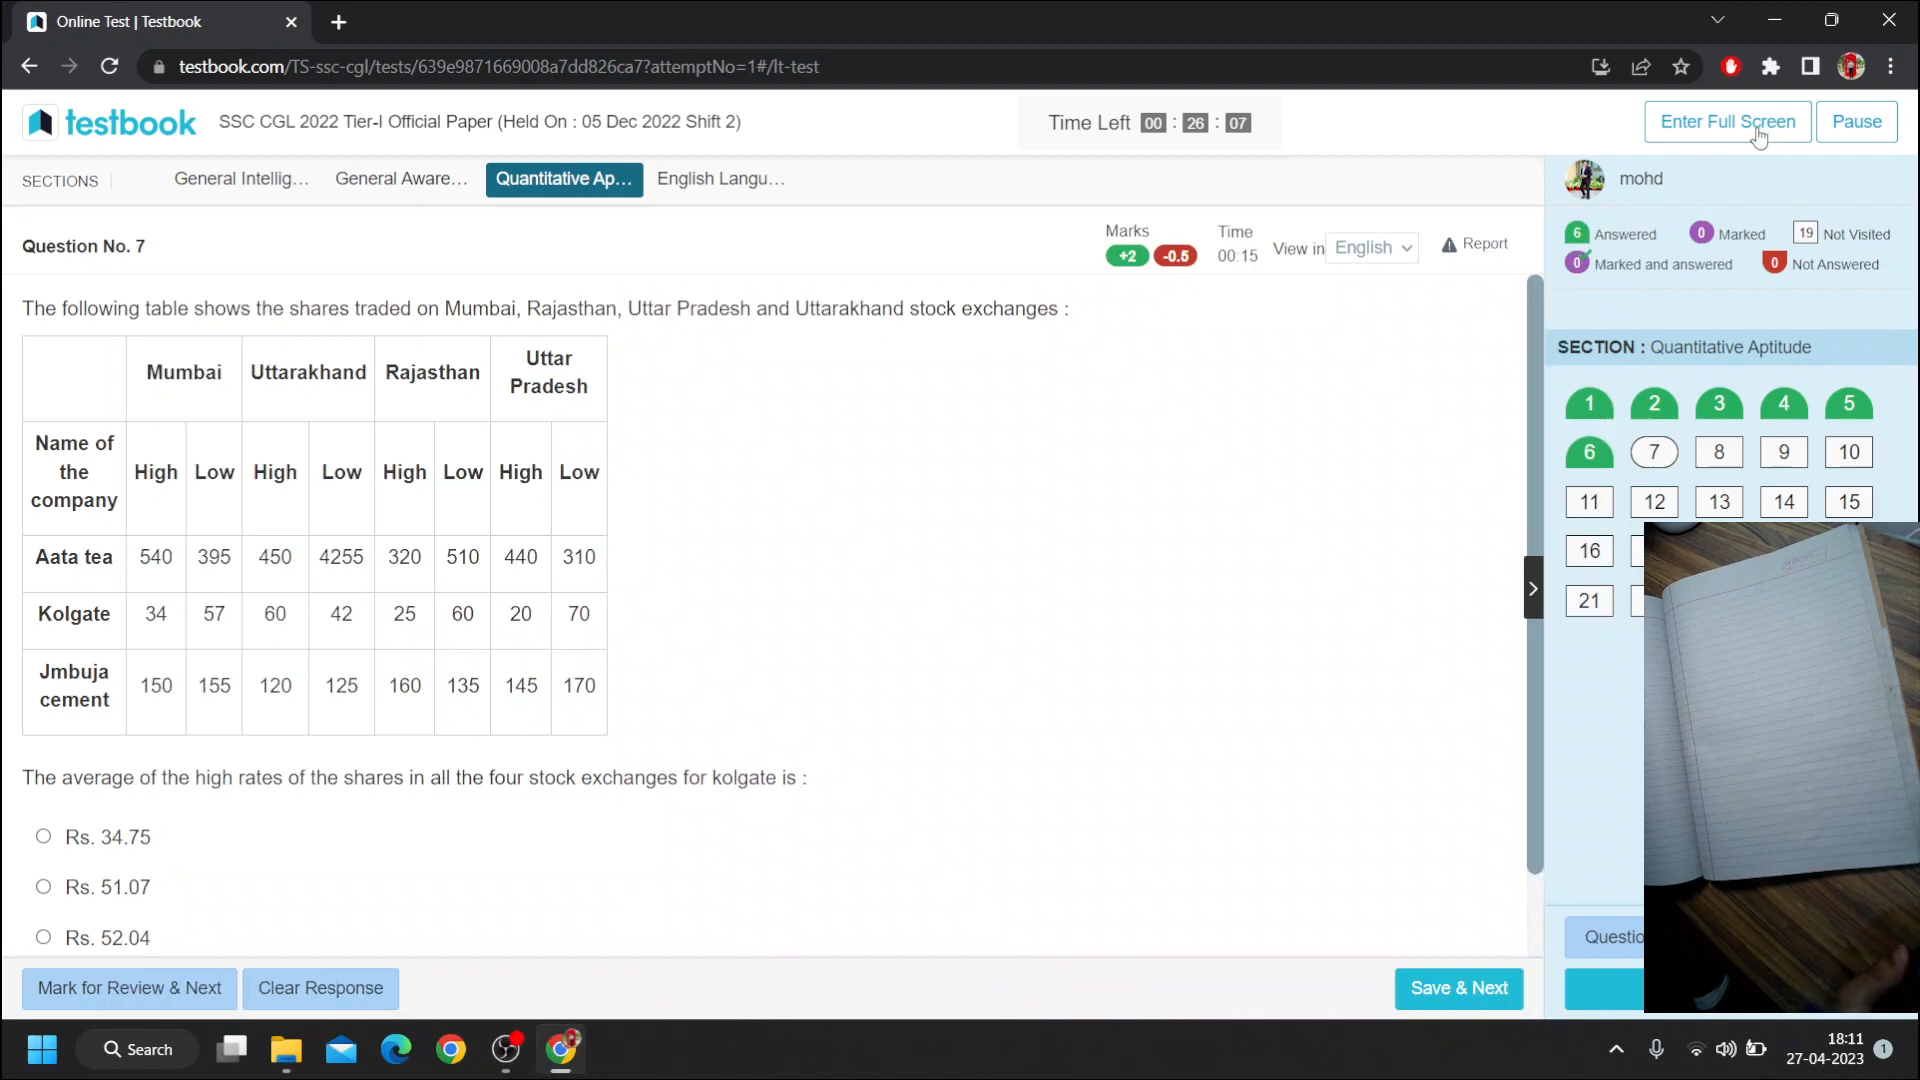 Online Test | Testbook
testbook.com/TS-ssc-cgl/tests/639e9871669008a7dd826ca7?attemptNo=1#/lt-test
testbook
SSC CGL 2022 Tier-I Official Paper (Held On : 05 Dec 2022 Shift 2)
Time Left 00 : 26 : 07
Enter Full Screen
Pause
SECTIONS
General Intellig...
General Aware...
Quantitative Ap...
English Langu...
mohd
Question No. 7
Marks
+2 -0.5
Time
00:15
View in English
Report
6 Answered
0 Marked
19 Not Visited
0 Marked and answered
0 Not Answered
The following table shows the shares traded on Mumbai, Rajasthan, Uttar Pradesh and Uttarakhand stock exchanges :
Mumbai Uttarakhand Rajasthan Uttar Pradesh
Name of the company High Low High Low High Low High Low
Aata tea 540 395 450 4255 320 510 440 310
Kolgate 34 57 60 42 25 60 20 70
Jmbuja cement 150 155 120 125 160 135 145 170
The average of the high rates of the shares in all the four stock exchanges for kolgate is :
Rs. 34.75
Rs. 51.07
Rs. 52.04
SECTION : Quantitative Aptitude
1 2 3 4 5
6 7 8 9 10
11 12 13 14 15
16
21
Questio
Mark for Review & Next
Clear Response
Save & Next
Search
18:11
27-04-2023
1